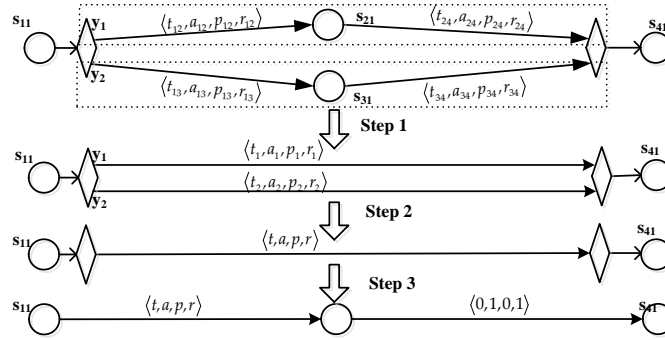 s₁₁ y₁ ⟨t₁₂,a₁₂,p₁₂,r₁₂⟩ s₂₁ ⟨t₂₄,a₂₄,p₂₄,r₂₄⟩ s₄₁
y₂ ⟨t₁₃,a₁₃,p₁₃,r₁₃⟩ s₃₁ ⟨t₃₄,a₃₄,p₃₄,r₃₄⟩
Step 1
s₁₁ y₁ ⟨t₁,a₁,p₁,r₁⟩ s₄₁
y₂ ⟨t₂,a₂,p₂,r₂⟩
Step 2
s₁₁ ⟨t,a,p,r⟩ s₄₁
Step 3
s₁₁ ⟨t,a,p,r⟩ ⟨0,1,0,1⟩ s₄₁